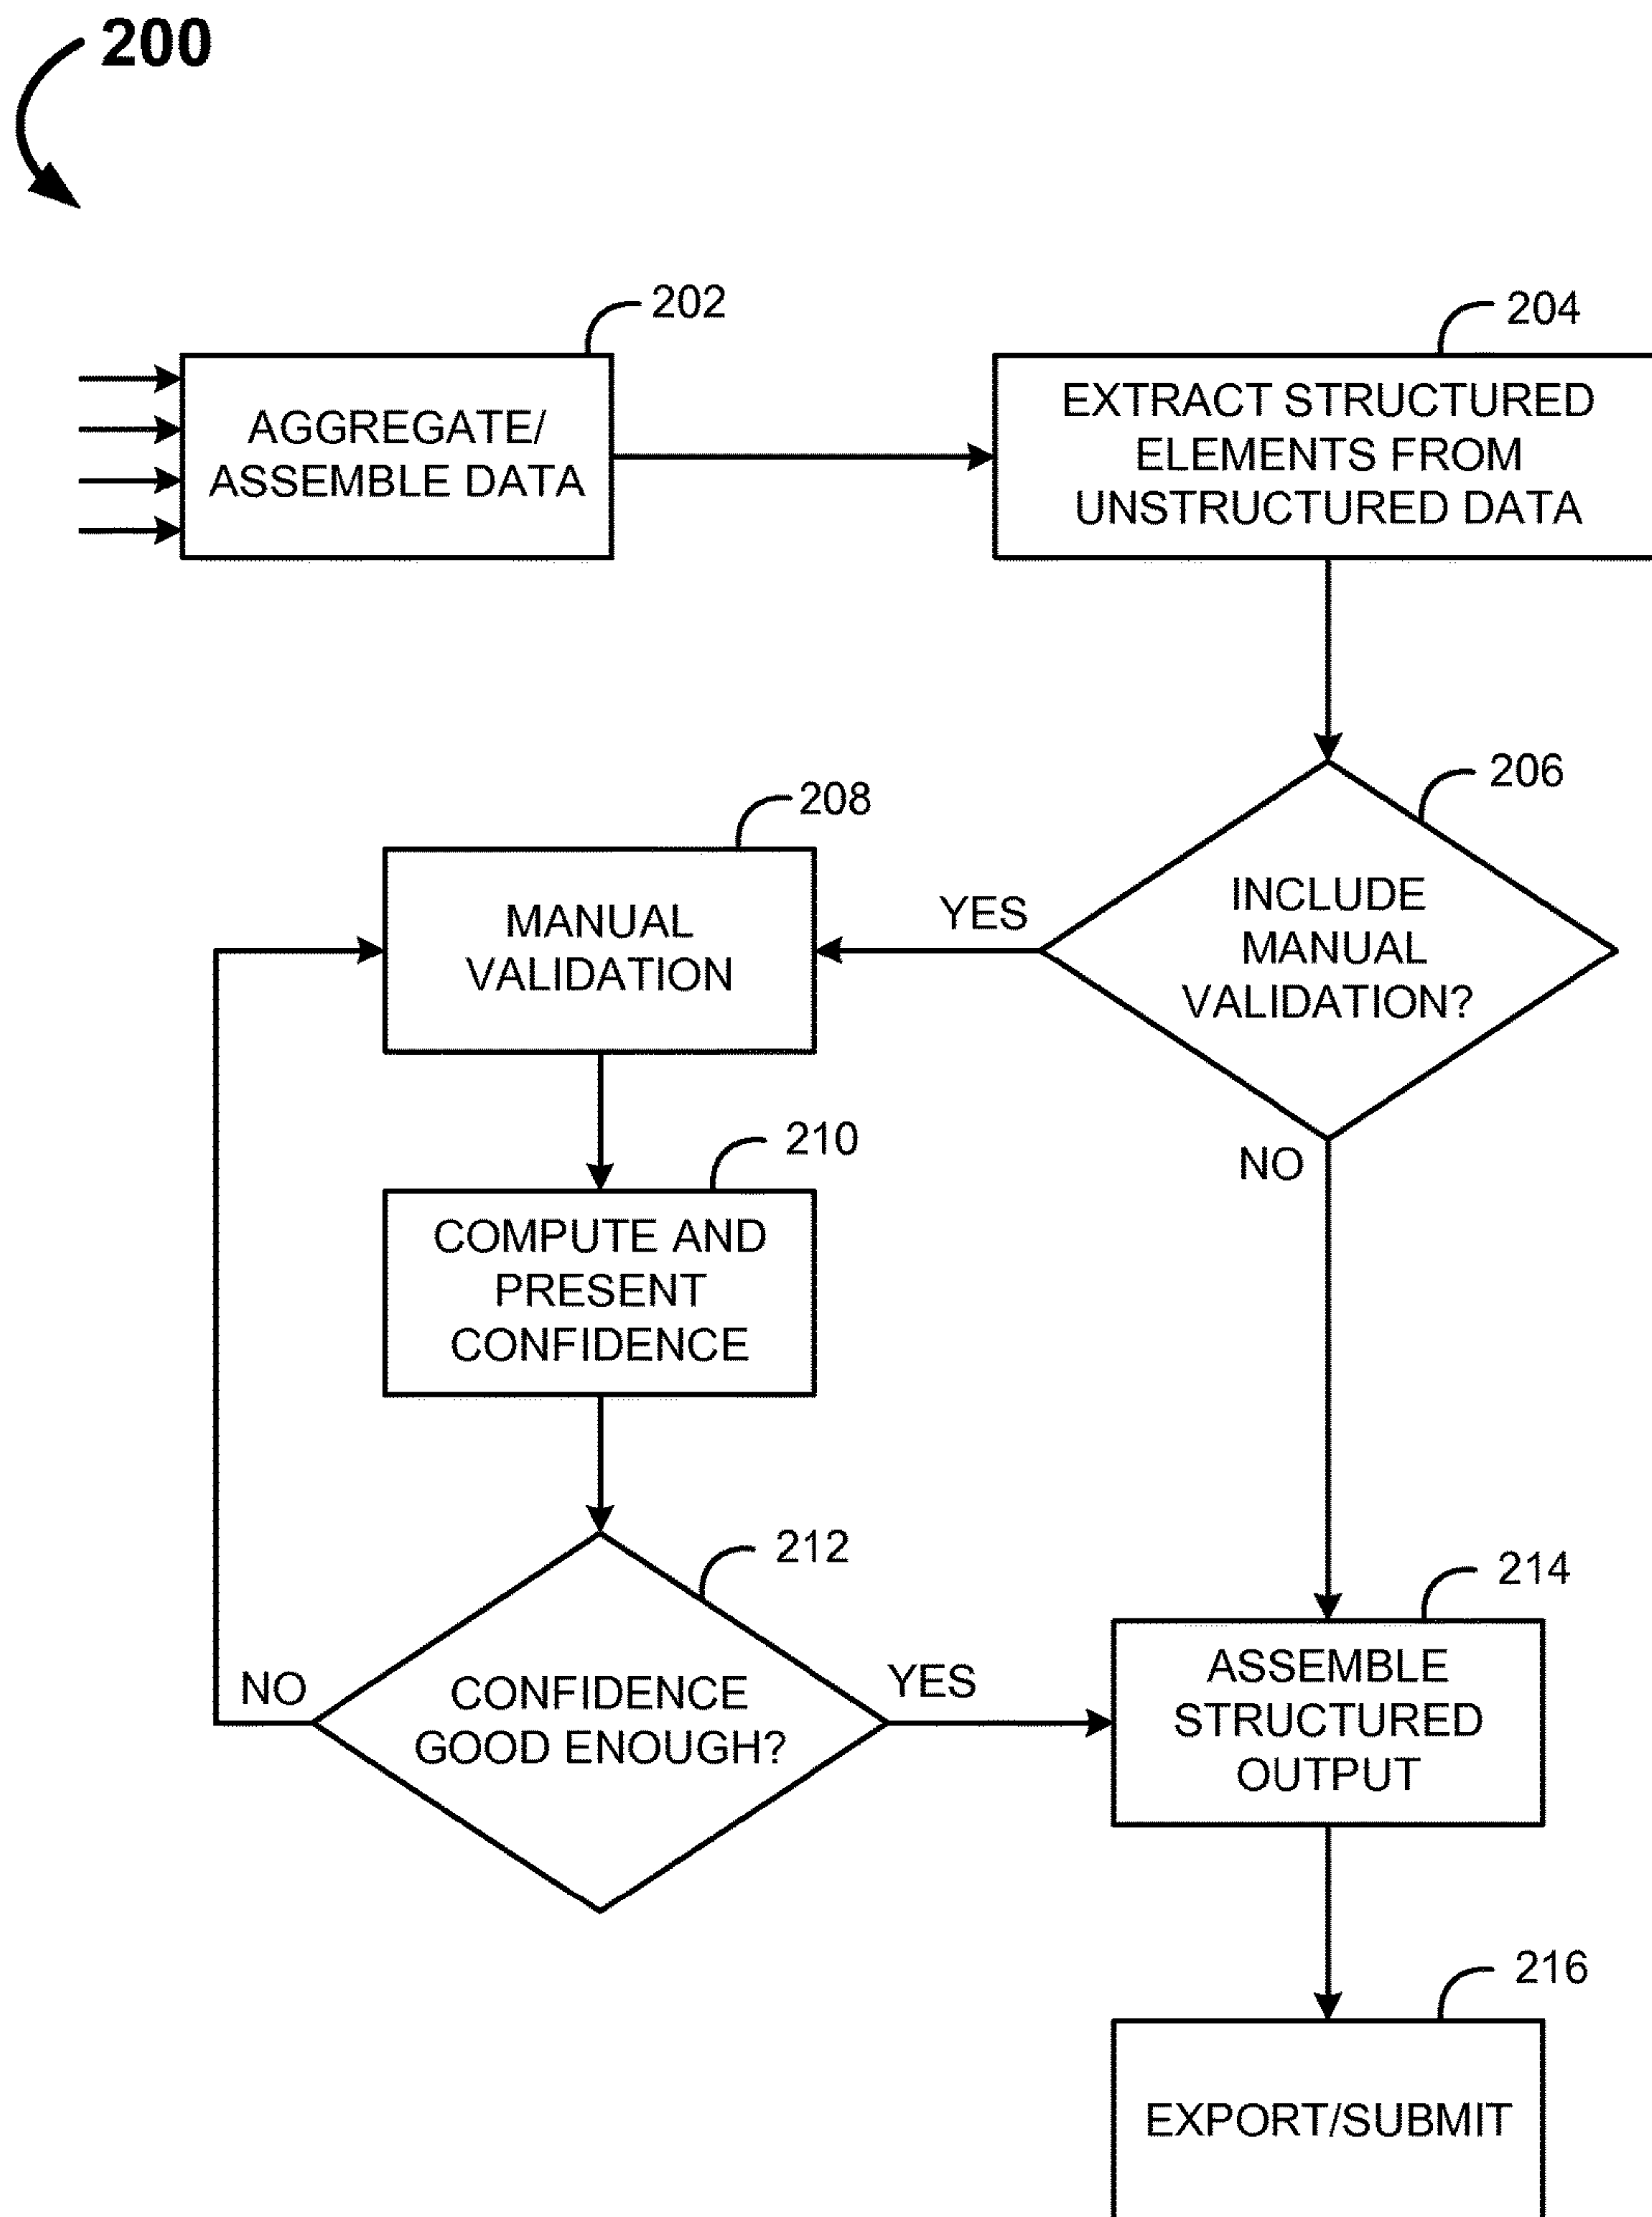 200
202
AGGREGATE/
ASSEMBLE DATA
204
EXTRACT STRUCTURED
ELEMENTS FROM
UNSTRUCTURED DATA
206
INCLUDE
MANUAL
VALIDATION?
YES
NO
208
MANUAL
VALIDATION
210
COMPUTE AND
PRESENT
CONFIDENCE
212
CONFIDENCE
GOOD ENOUGH?
NO
YES
214
ASSEMBLE
STRUCTURED
OUTPUT
216
EXPORT/SUBMIT